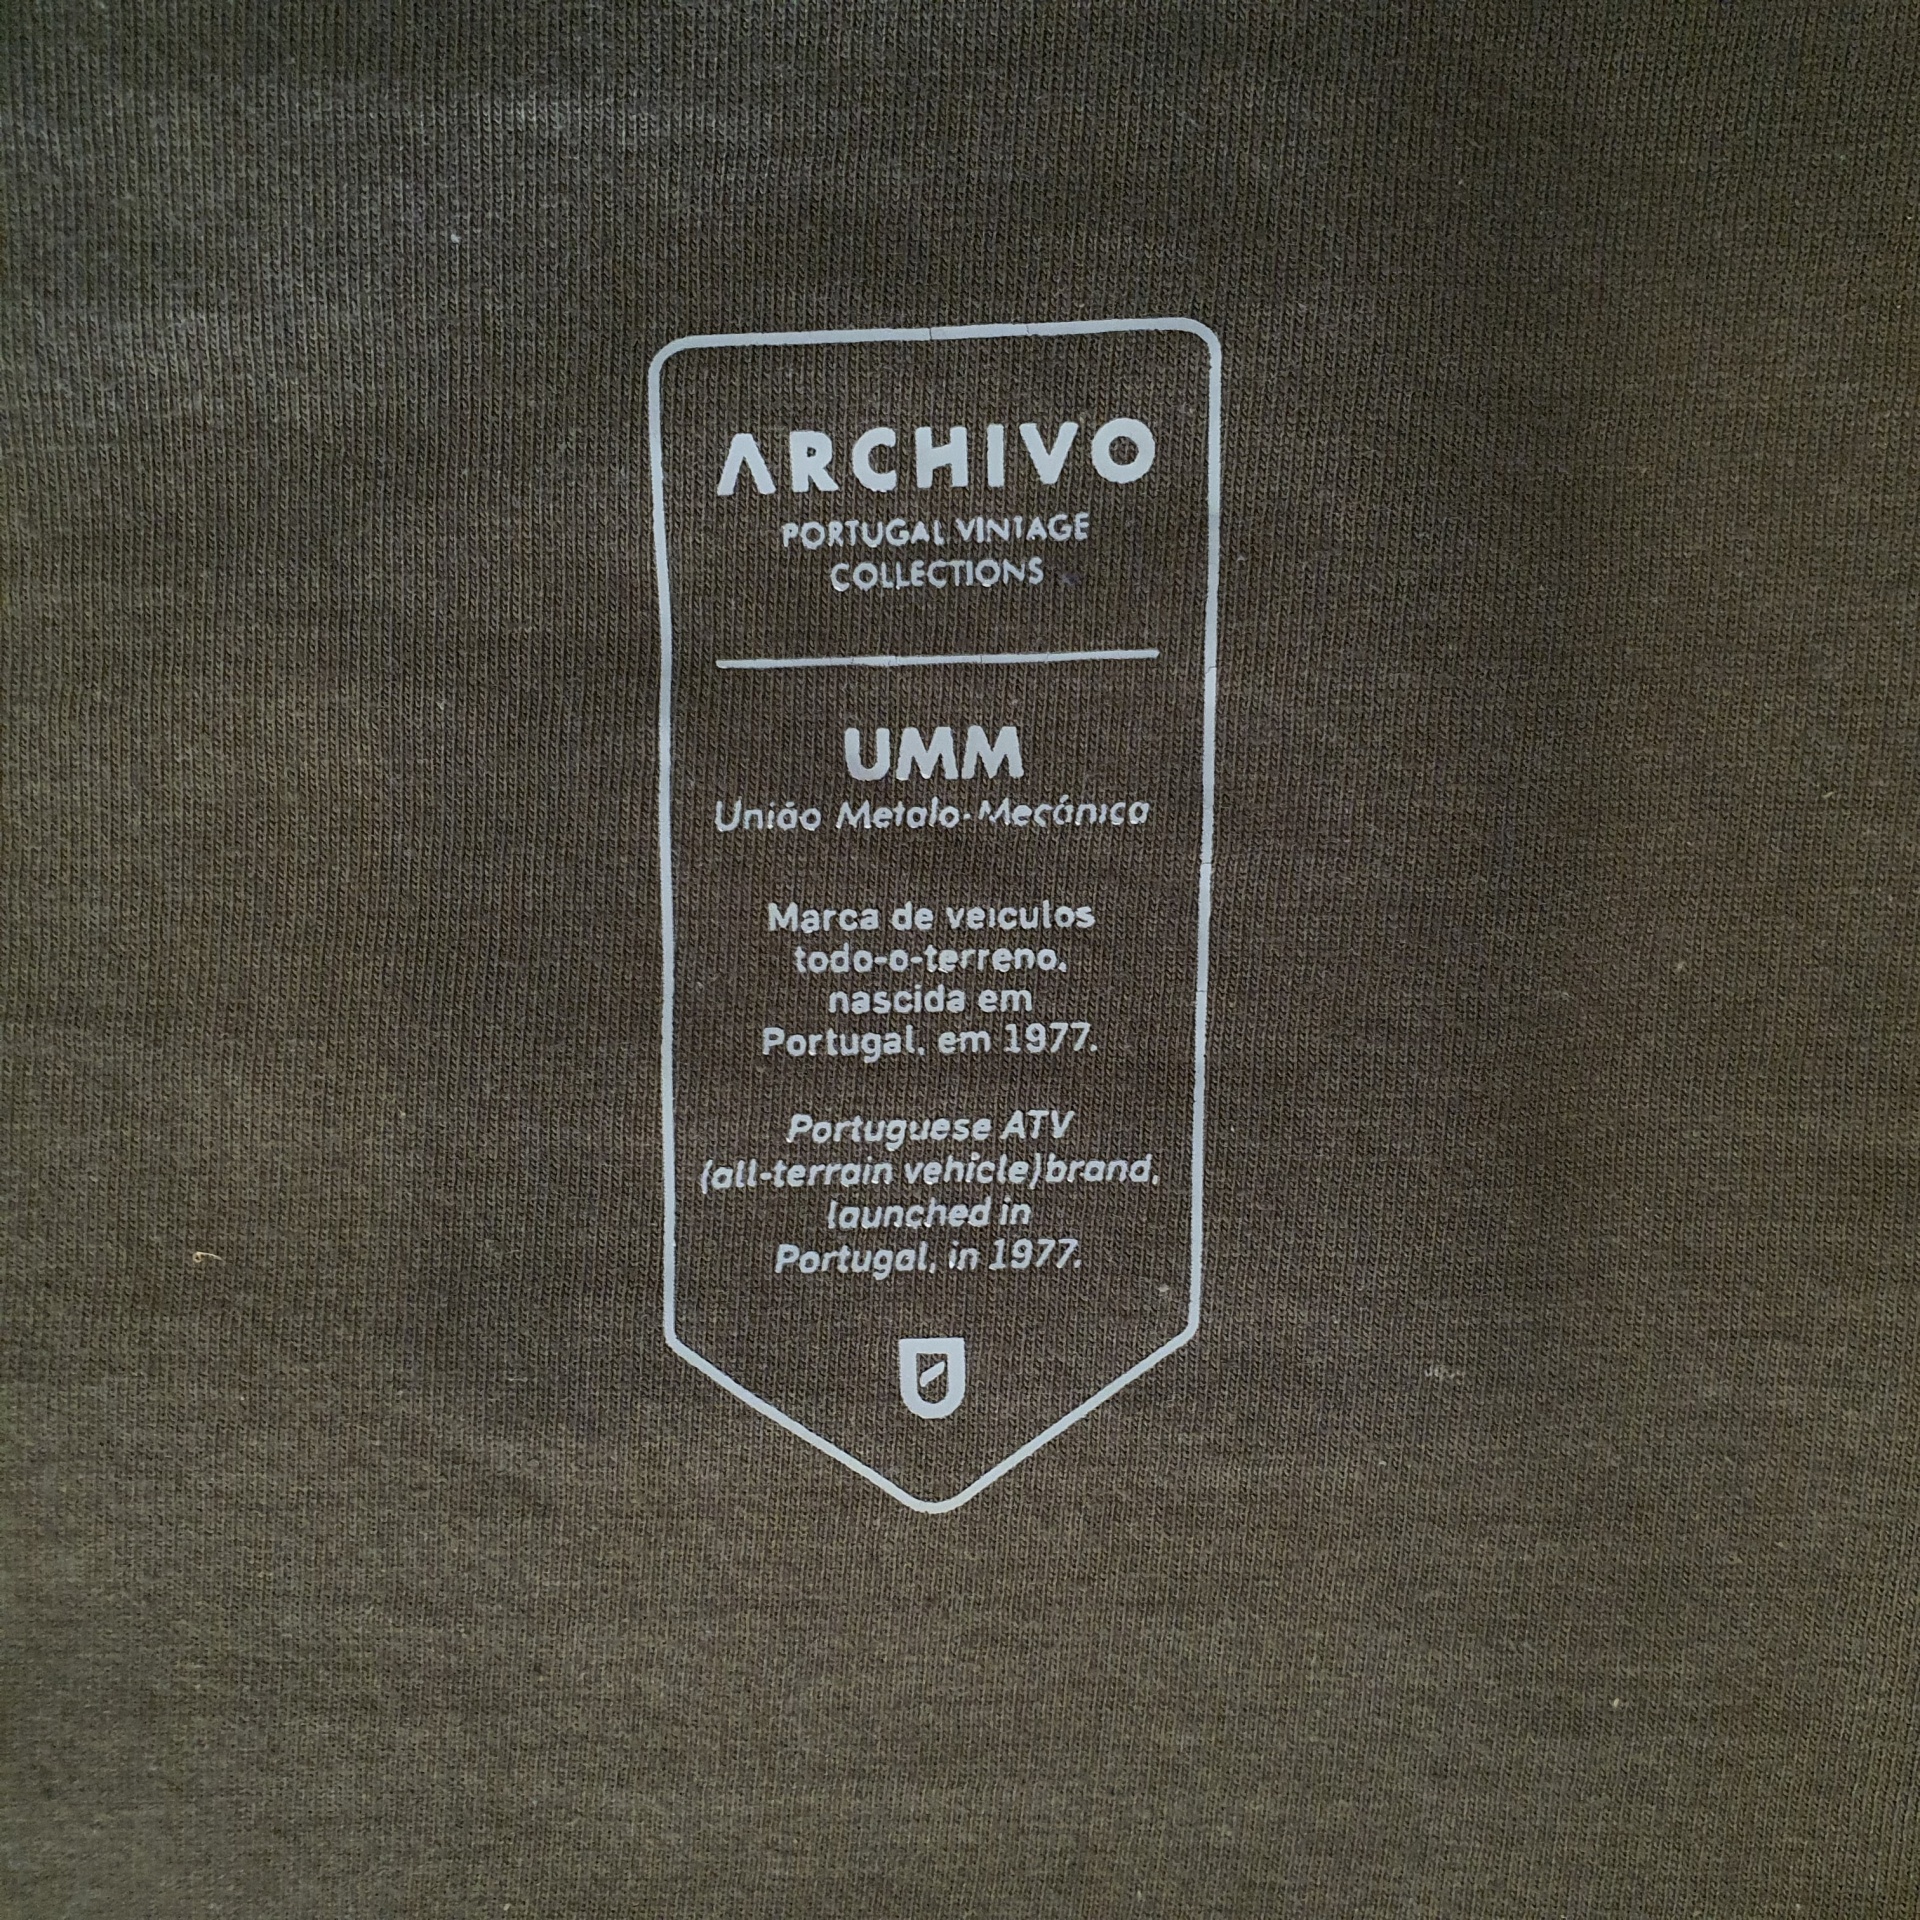 ARCHIVO
PORTUGAL VINTAGE
COLLECTIONS
UMM
União Metalo-Mecânica
Marca de veículos
todo-o-terreno,
nascida em
Portugal, em 1977.
Portuguese ATV
(all-terrain vehicle)brand,
launched in
Portugal, in 1977.